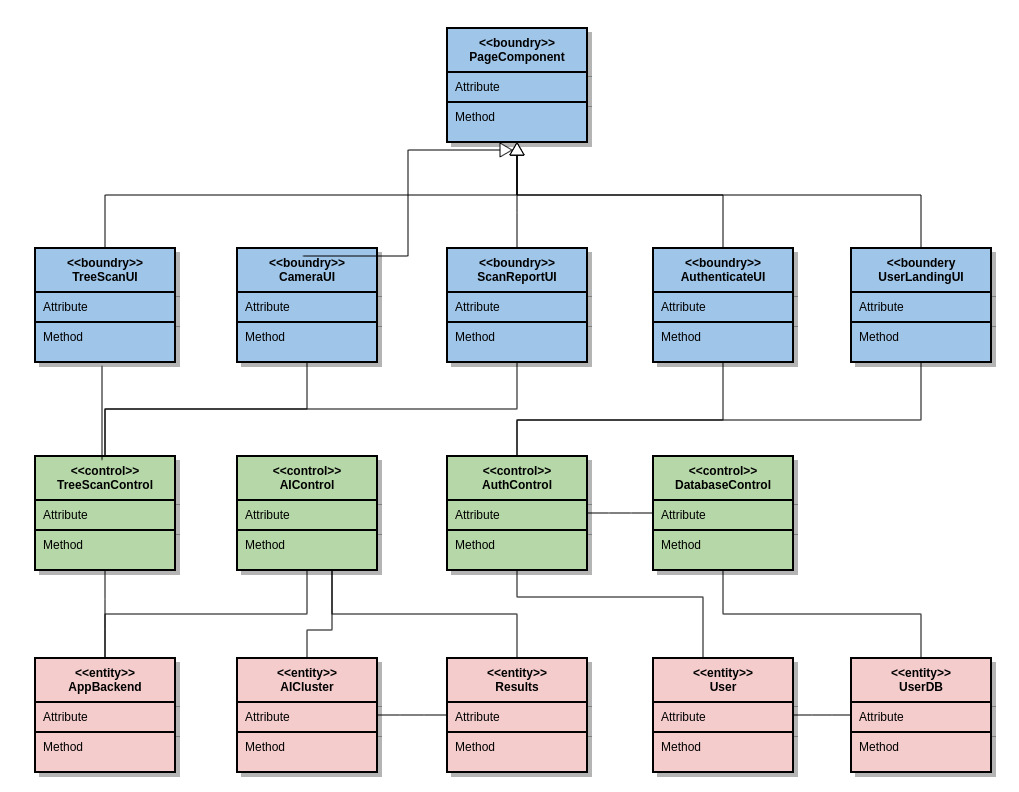 <<boundry>>
PageComponent
Attribute
Method
<<boundry>>
TreeScanUI
Attribute
Method
<<boundry>>
CameraUI
Attribute
Method
<<boundry>>
ScanReportUI
Attribute
Method
<<boundry>>
AuthenticateUI
Attribute
Method
<<boundery
UserLandingUI
Attribute
Method
<<control>>
TreeScanControl
Attribute
Method
<<control>>
AIControl
Attribute
Method
<<control>>
AuthControl
Attribute
Method
<<control>>
DatabaseControl
Attribute
Method
<<entity>>
AppBackend
Attribute
Method
<<entity>>
AICluster
Attribute
Method
<<entity>>
Results
Attribute
Method
<<entity>>
User
Attribute
Method
<<entity>>
UserDB
Attribute
Method